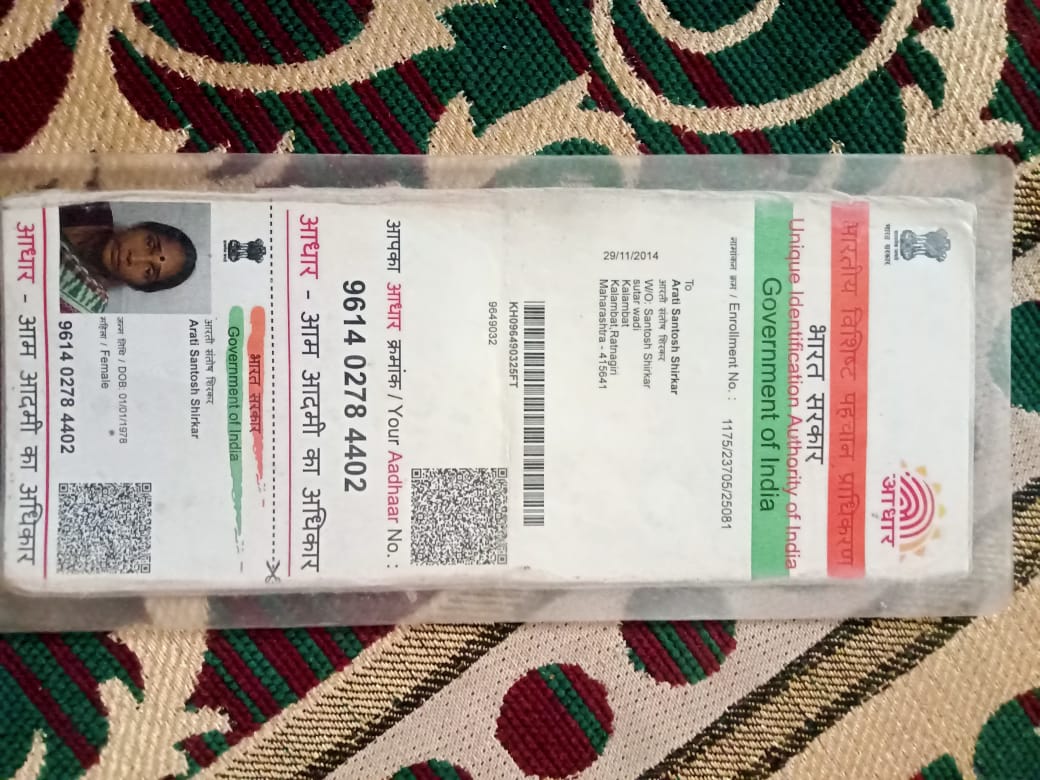 भारत सरकार
आधार
भारतीय विशिष्ट पहचान प्राधिकरण
भारत सरकार
Unique Identification Authority of India
Government of India
नामांकन क्रम / Enrollment No. : 1175/23705/25081
To
Arati Santosh Shirkar
आरती संतोष शिरकर
W/O: Santosh Shirkar
sutar wadi
Kalambat
Kalambat,Ratnagiri
Maharashtra - 415641
29/11/2014
KH096490325FT
9649032
आपका आधार क्रमांक / Your Aadhaar No. :
9614 0278 4402
आधार - आम आदमी का अधिकार
भारत सरकार
Government of India
आरती संतोष शिरकर
Arati Santosh Shirkar
जन्म तिथि / DOB: 01/01/1978
महिला / Female
9614 0278 4402
आधार - आम आदमी का अधिकार